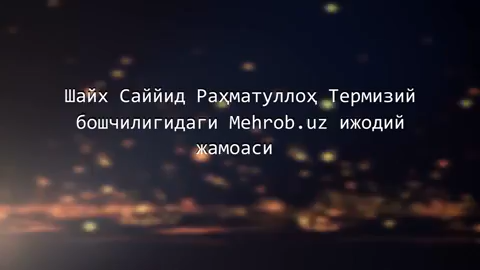 Шайх Саййид Раҳматуллоҳ Термизий
бошчилигидаги Mehrob.uz ижодий
жамоаси